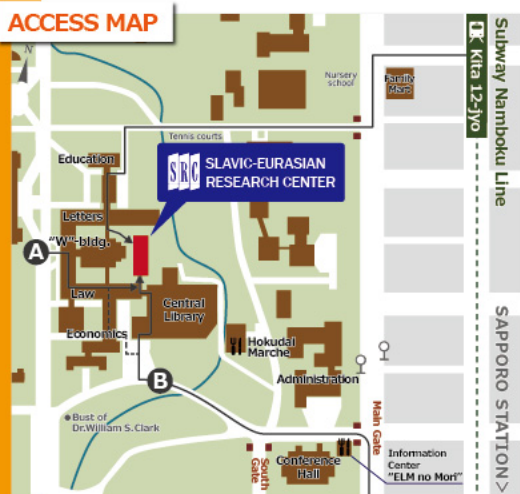 ACCESS MAP
N
Nursery
school
Family
Mart
Kita 12-jyo
Subway Namboku Line
Tennis courts
Education
SRC
SLAVIC-EURASIAN
RESEARCH CENTER
Letters
A
"W"-bldg.
Law
Central
Library
Economics
Hokudai
Marche
B
Administration
SAPPORO STATION>
Bust of
Dr.William S.Clark
Main Gate
South
Gate
Conference
Hall
Information
Center
"ELM no Mori"